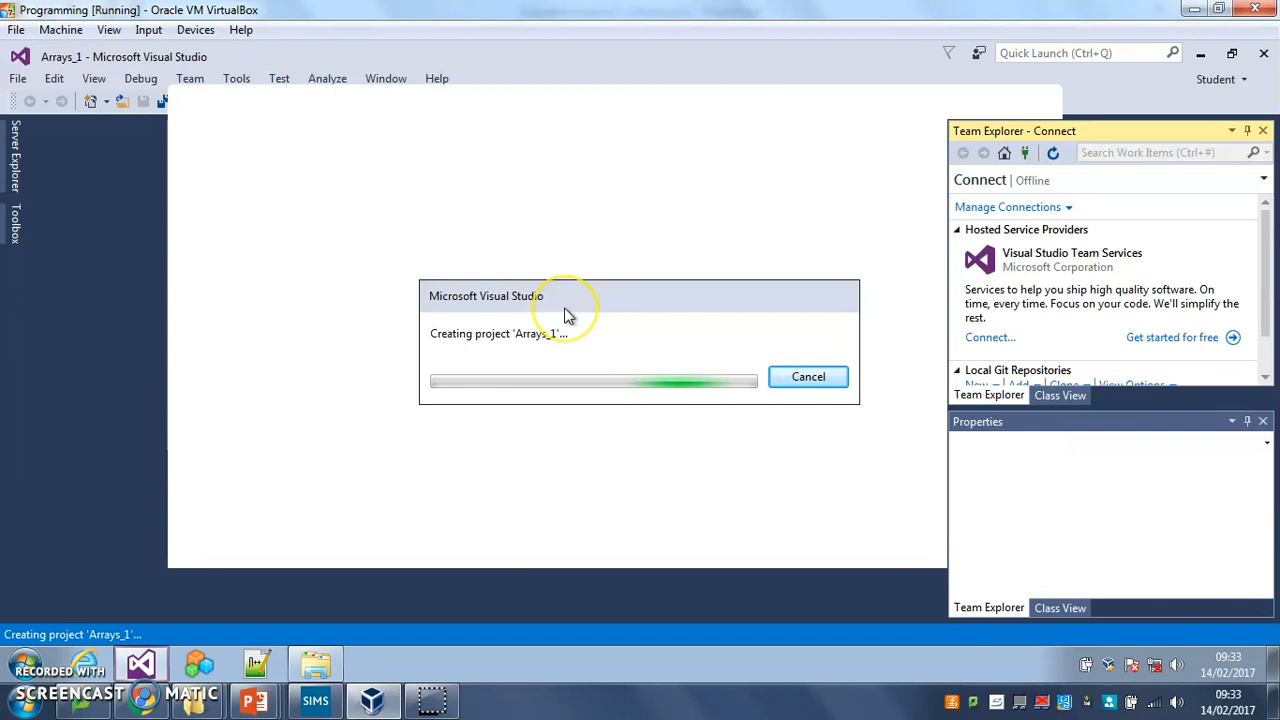 Programming [Running] - Oracle VM VirtualBox
File Machine View Input Devices Help
Arrays_1 - Microsoft Visual Studio
Quick Launch (Ctrl+Q)
File Edit View Debug Team Tools Test Analyze Window Help
Student
Server Explorer
Toolbox
Team Explorer - Connect
Search Work Items (Ctrl+#)
Connect | Offline
Manage Connections
Hosted Service Providers
Visual Studio Team Services
Microsoft Corporation
Services to help you ship high quality software. On
time, every time. Focus on your code. We'll simplify the
rest.
Connect...
Get started for free
Local Git Repositories
New Add Clone View Options
Team Explorer Class View
Properties
Team Explorer Class View
Microsoft Visual Studio
Creating project 'Arrays_1'...
Cancel
Creating project 'Arrays_1'...
09:33
14/02/2017
RECORDED WITH
SCREENCAST MATIC
SIMS
09:33
14/02/2017